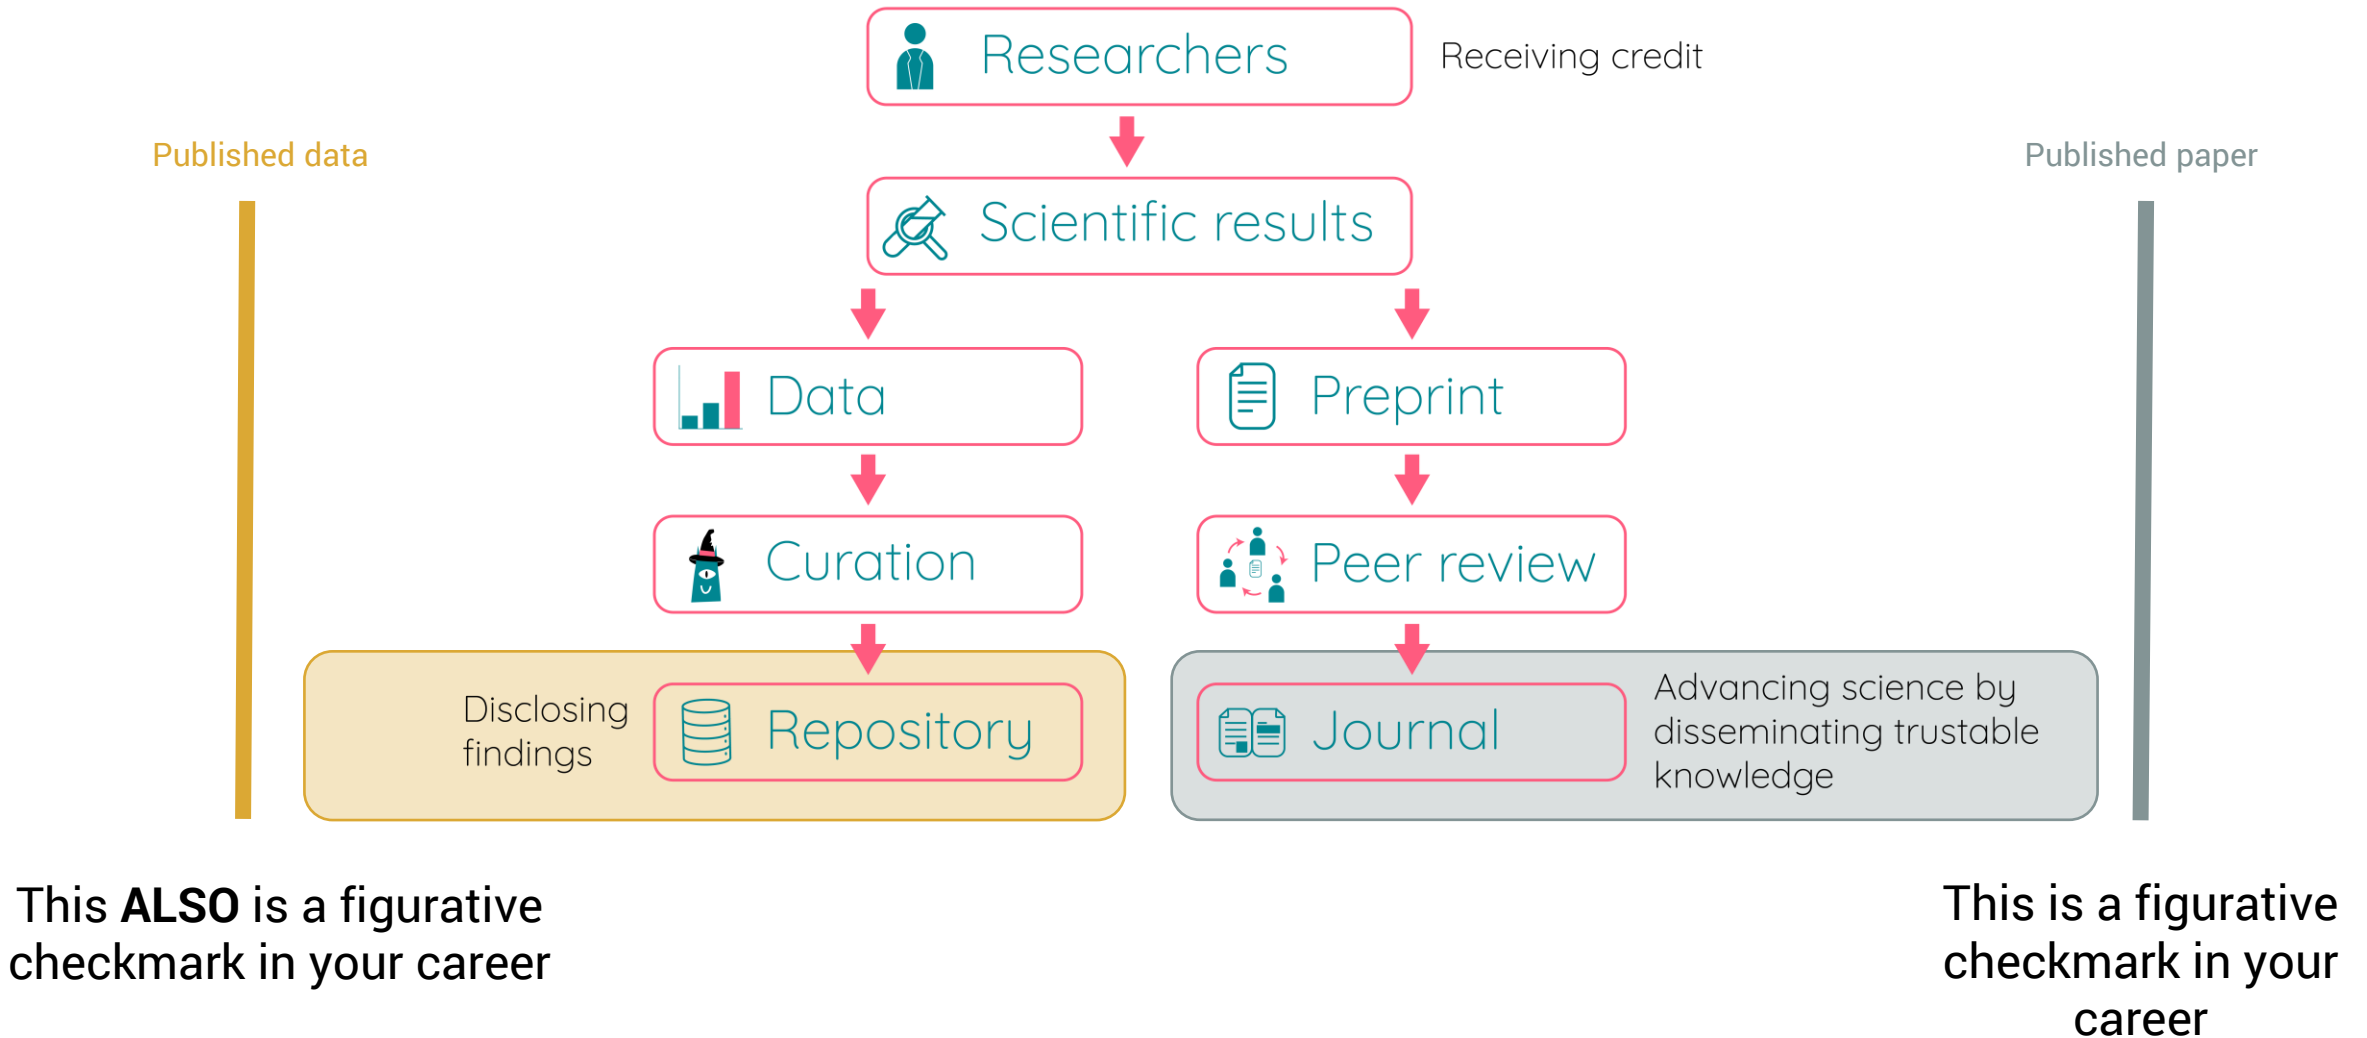 Researchers
Receiving credit
Published data
Published paper
Scientific results
Data
Preprint
Curation
Peer review
Disclosing
findings
Repository
Journal
Advancing science by
disseminating trustable
knowledge
This ALSO is a figurative
checkmark in your career
This is a figurative
checkmark in your
career